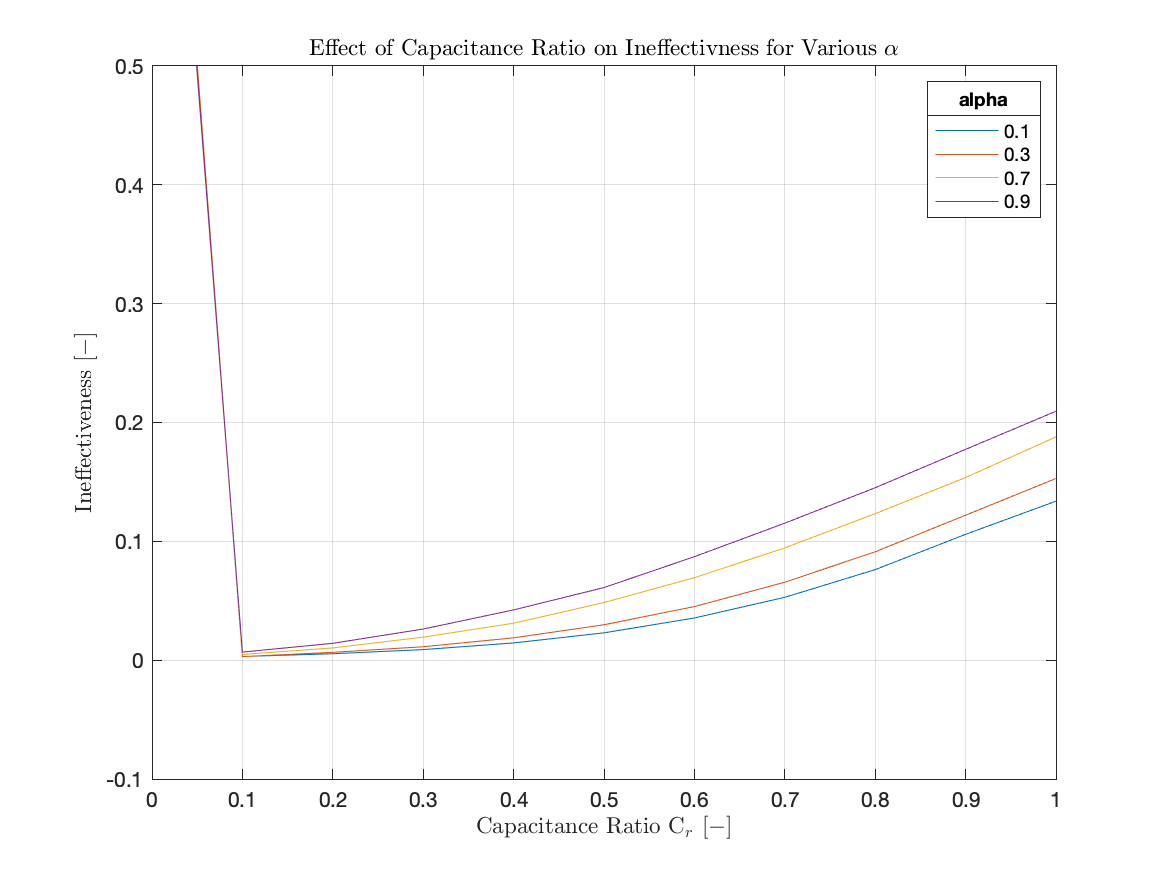 Effect of Capacitance Ratio on Ineffectivness for Various α
0.5
0.4
0.3
0.2
0.1
0
-0.1
Ineffectiveness [−]
alpha
0.1
0.3
0.7
0.9
0 0.1 0.2 0.3 0.4 0.5 0.6 0.7 0.8 0.9 1
Capacitance Ratio C_r [−]